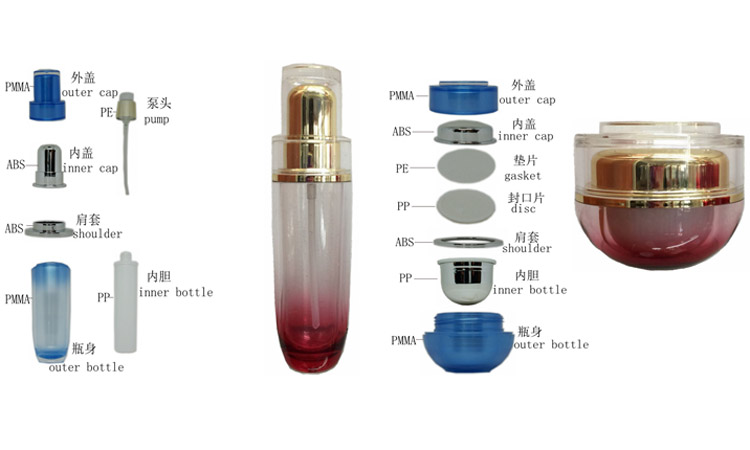 PMMA
外盖
outer cap
PE
泵头
pump
ABS
内盖
inner cap
ABS
肩套
shoulder
PMMA
瓶身
outer bottle
PP
内胆
inner bottle
PMMA
外盖
outer cap
ABS
内盖
inner cap
PE
垫片
gasket
PP
封口片
disc
ABS
肩套
shoulder
PP
内胆
inner bottle
PMMA
瓶身
outer bottle